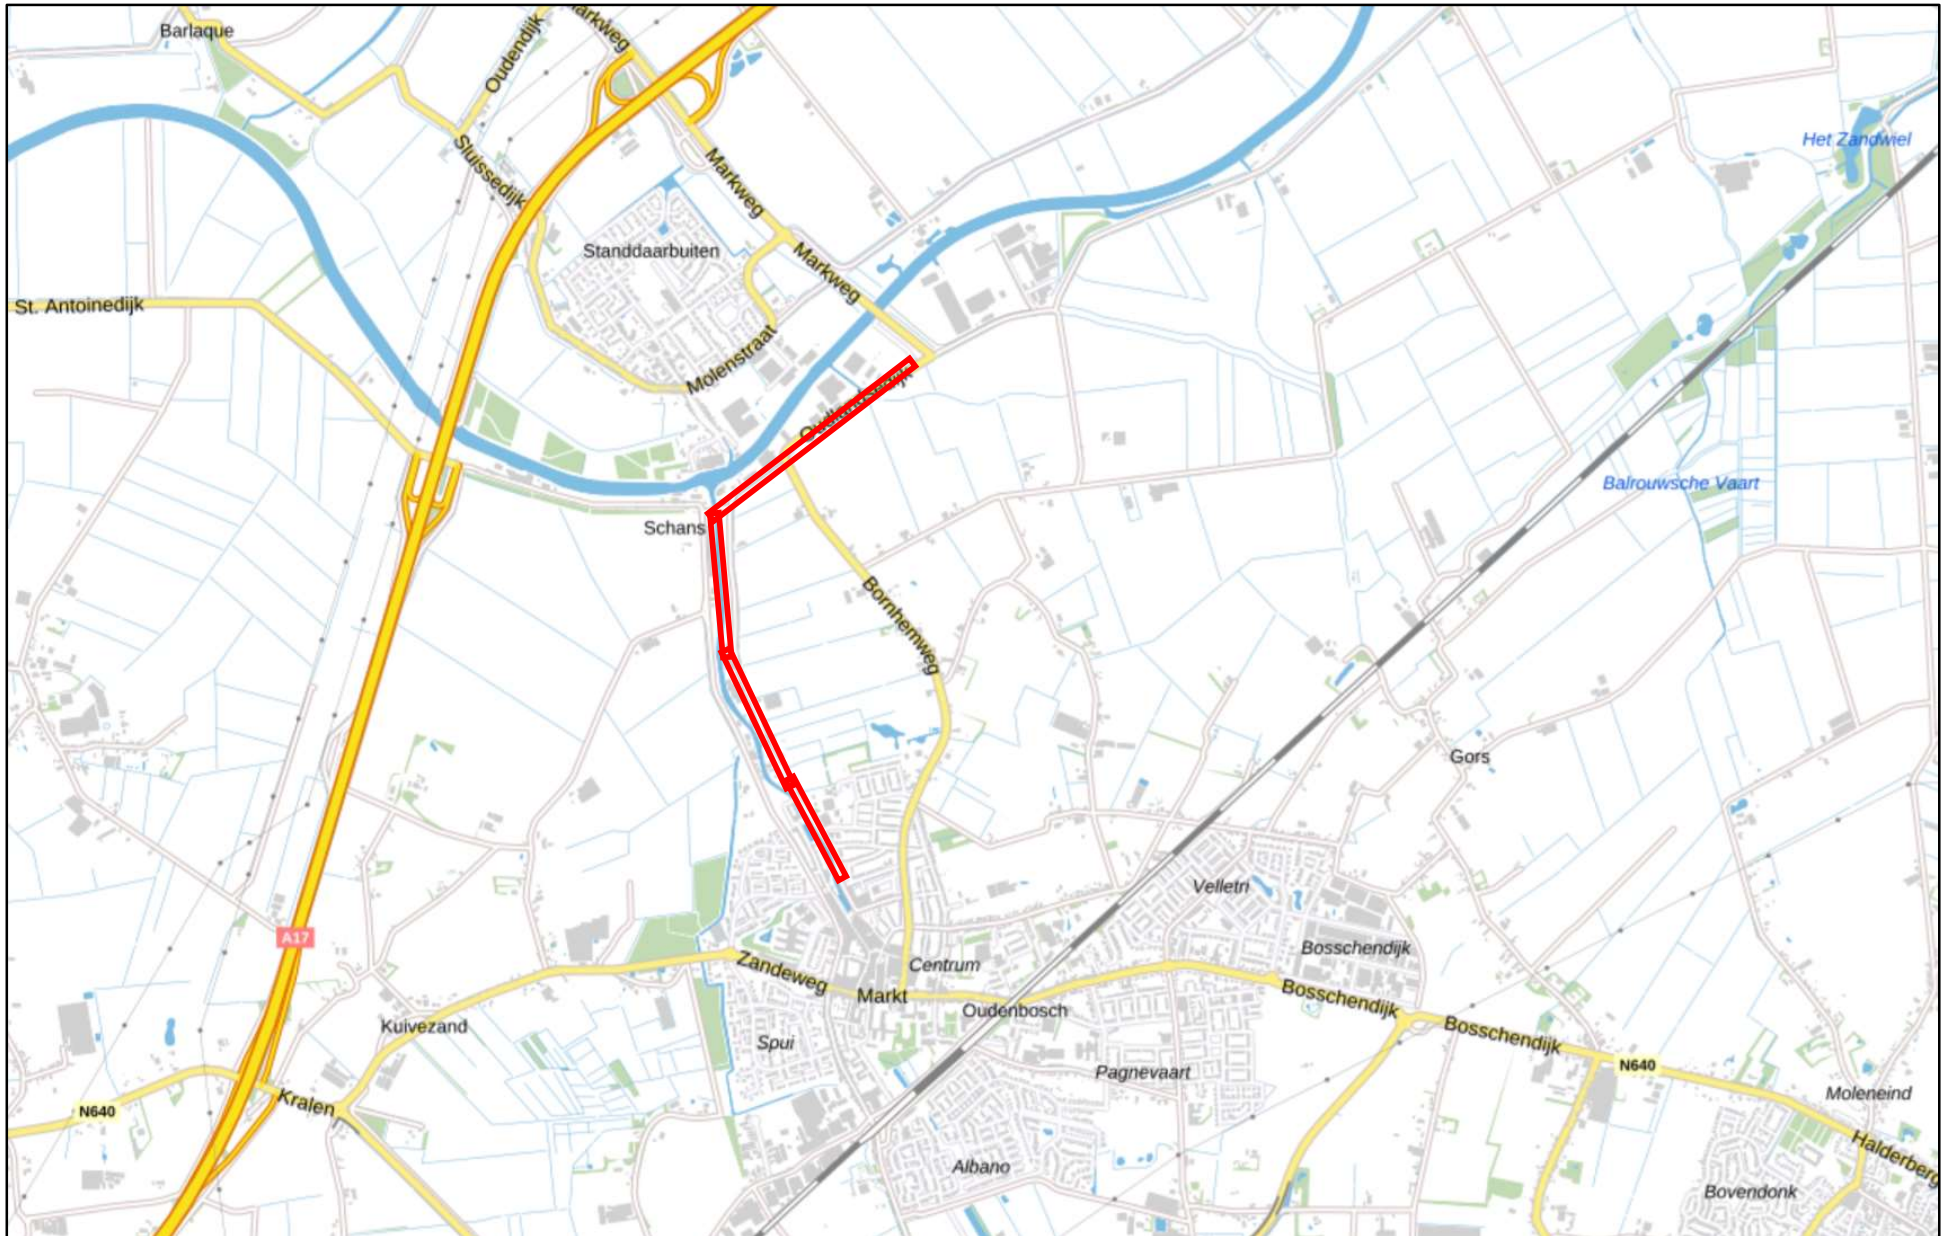 Barlaque
Oudendijk
Markweg
Sluissedijk
Markweg
Het Zandwiel
Standdaarbuiten
Markweg
St. Antoinedijk
Molenstraat
Oudlandsedijk
Balrouwsche Vaart
Schans
Bornhemweg
Gors
Velletri
A17
Bosschendijk
Zandeweg
Centrum
Markt
Bosschendijk
Oudenbosch
Kuivezand
Bosschendijk
Spui
N640
Pagnevaart
Kralen
Moleneind
N640
Halderberg
Albano
Bovendonk